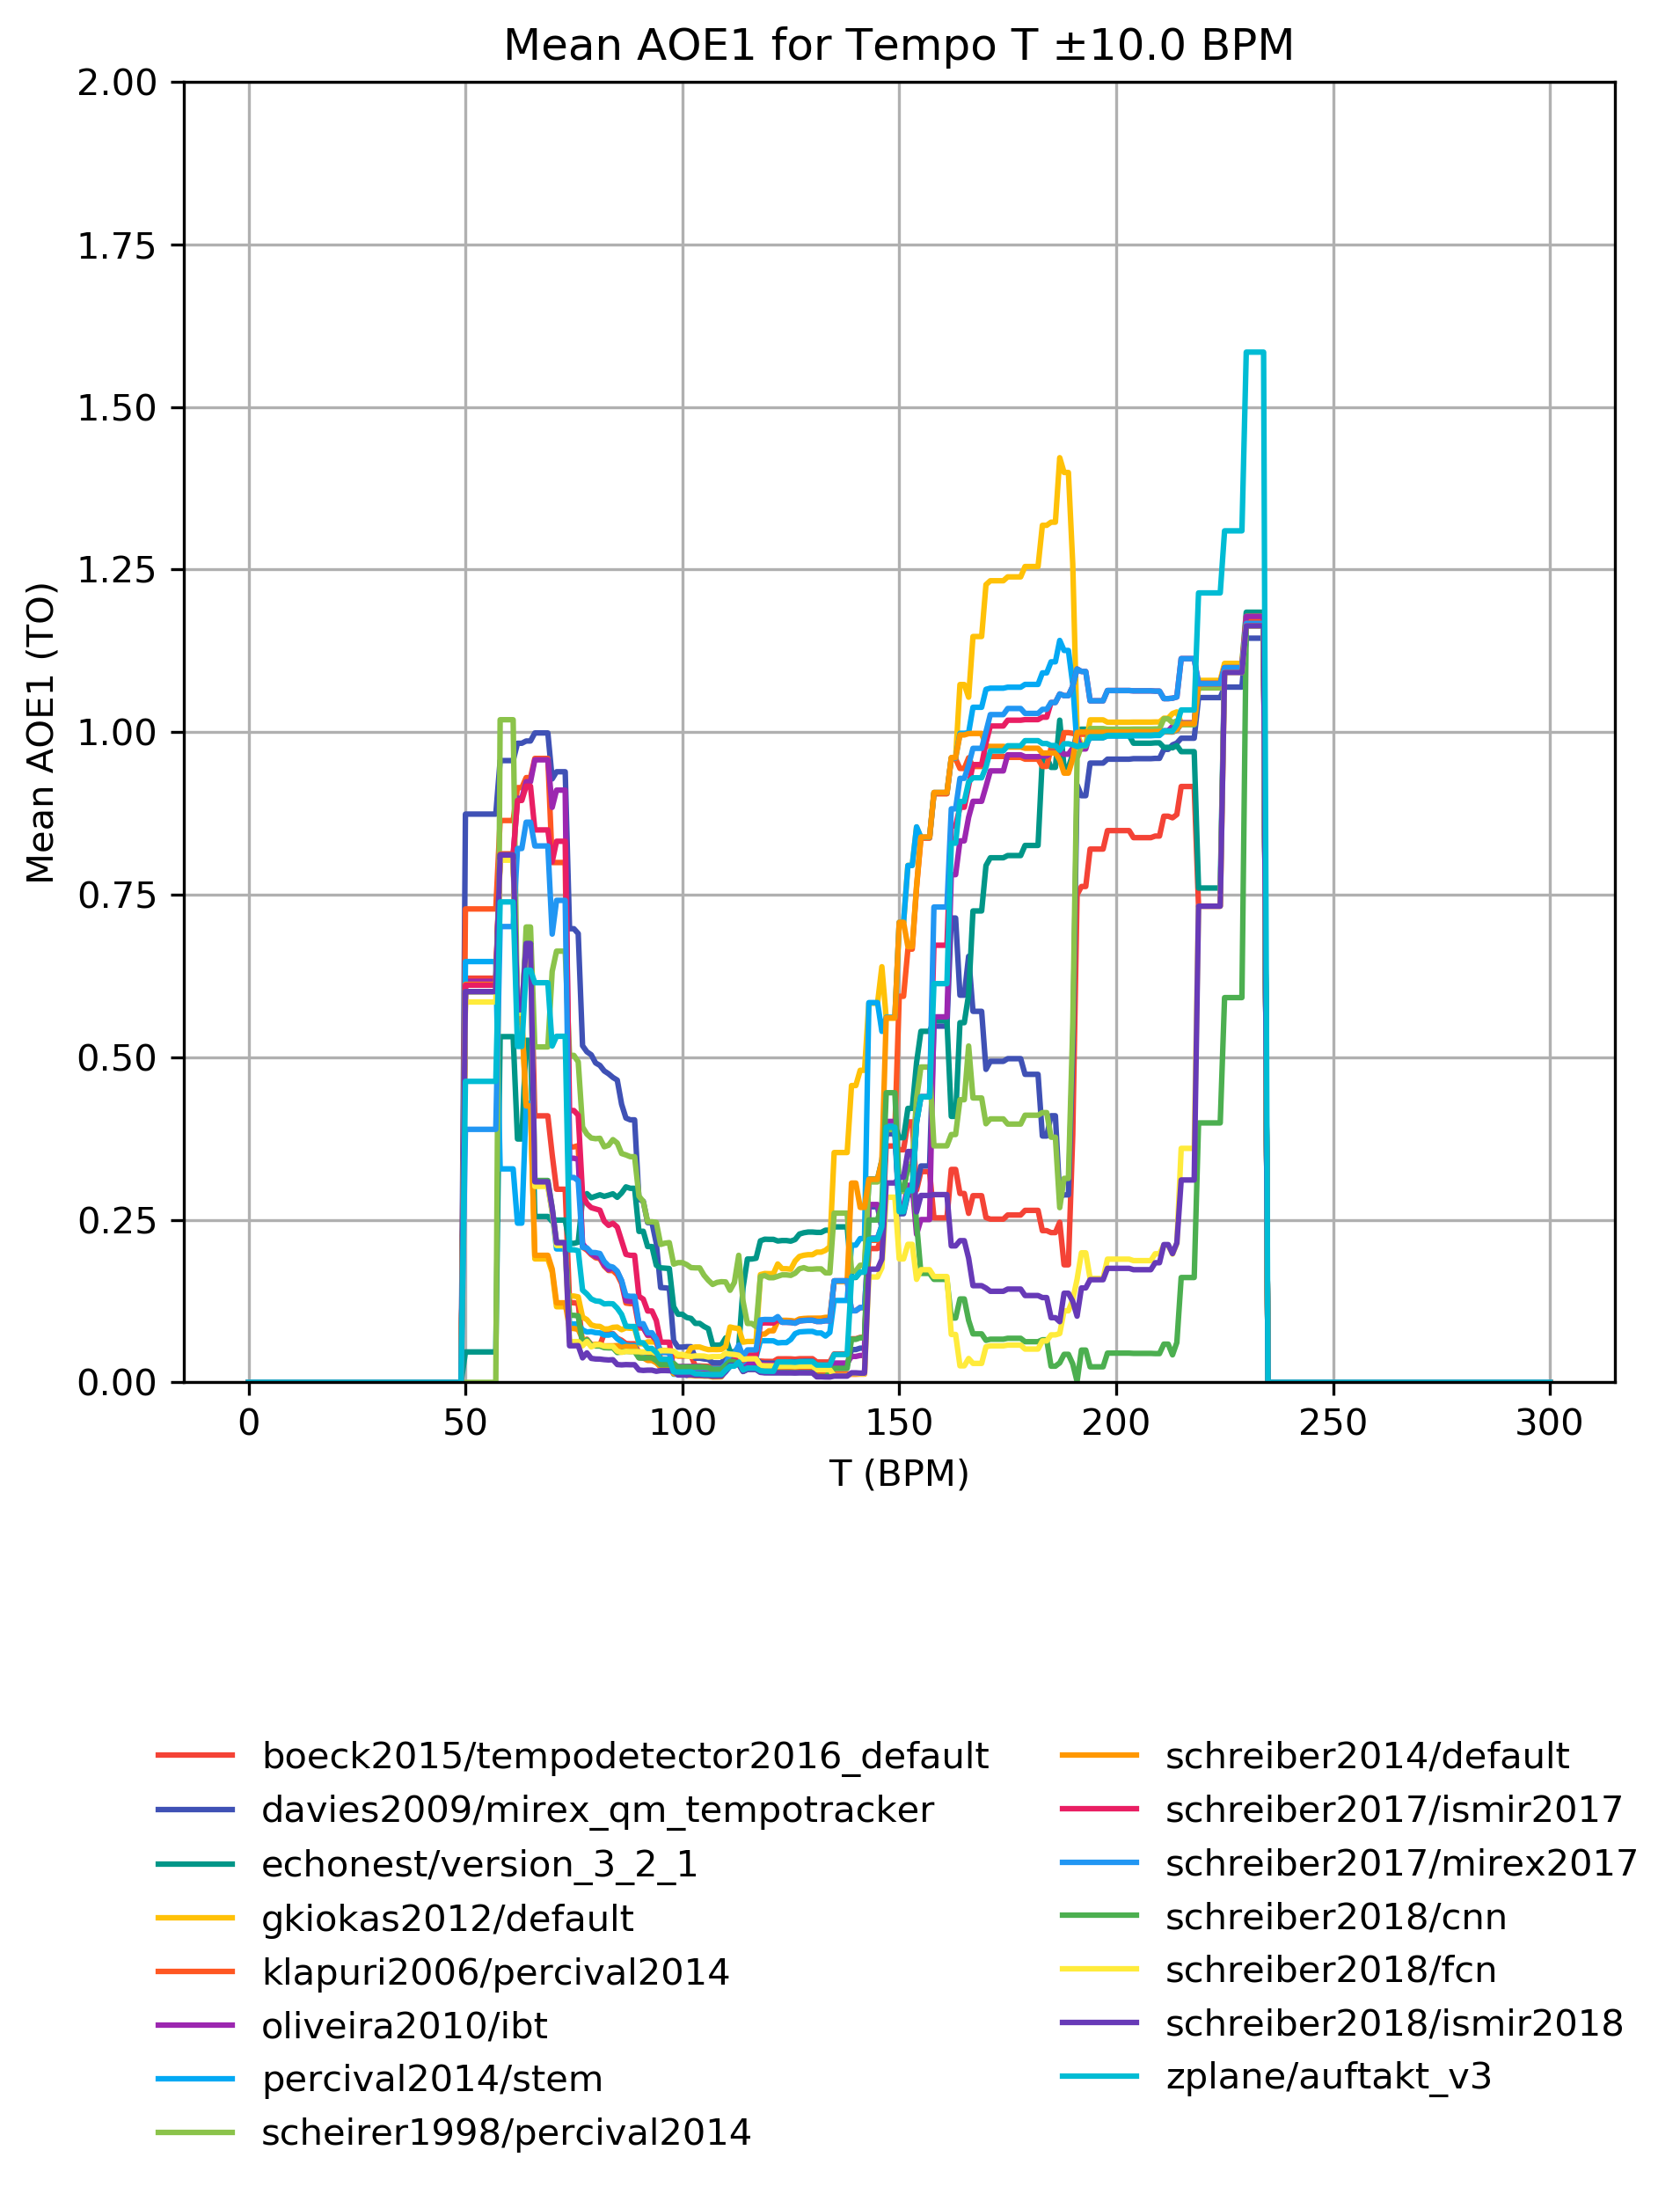 Mean AOE1 for Tempo T ±10.0 BPM
2.00
1.75
1.50
1.25
1.00
0.75
0.50
0.25
0.00
Mean AOE1 (TO)
0 50 100 150 200 250 300
T (BPM)
boeck2015/tempodetector2016_default
davies2009/mirex_qm_tempotracker
echonest/version_3_2_1
gkiokas2012/default
klapuri2006/percival2014
oliveira2010/ibt
percival2014/stem
scheirer1998/percival2014
schreiber2014/default
schreiber2017/ismir2017
schreiber2017/mirex2017
schreiber2018/cnn
schreiber2018/fcn
schreiber2018/ismir2018
zplane/auftakt_v3